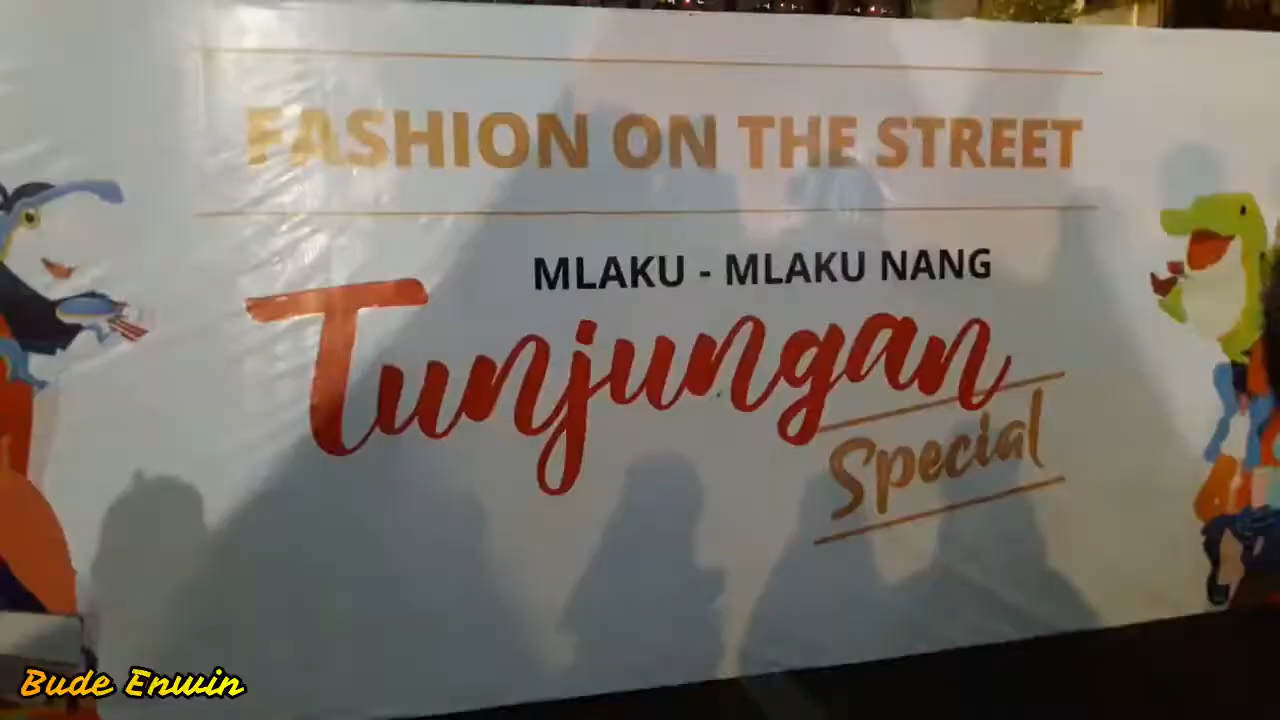 FASHION ON THE STREET
MLAKU - MLAKU NANG
Tunjungan
Special
Bude Enwin